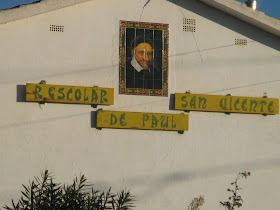 R. ESCOLAR
SAN VICENTE
DE PAUL